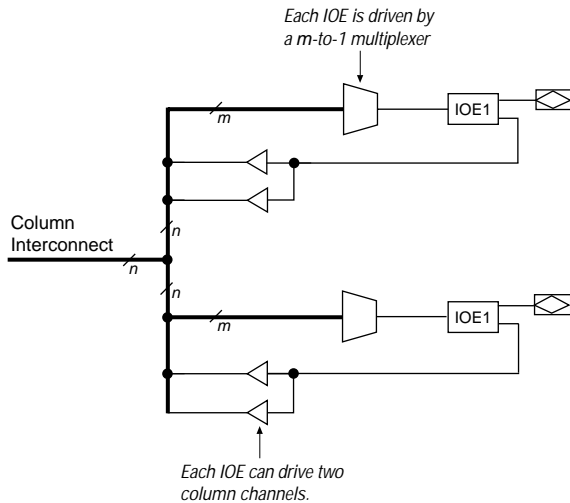 Each IOE is driven by
a m-to-1 multiplexer
m
IOE1
Column
Interconnect
n
n
n
m
IOE1
Each IOE can drive two
column channels.